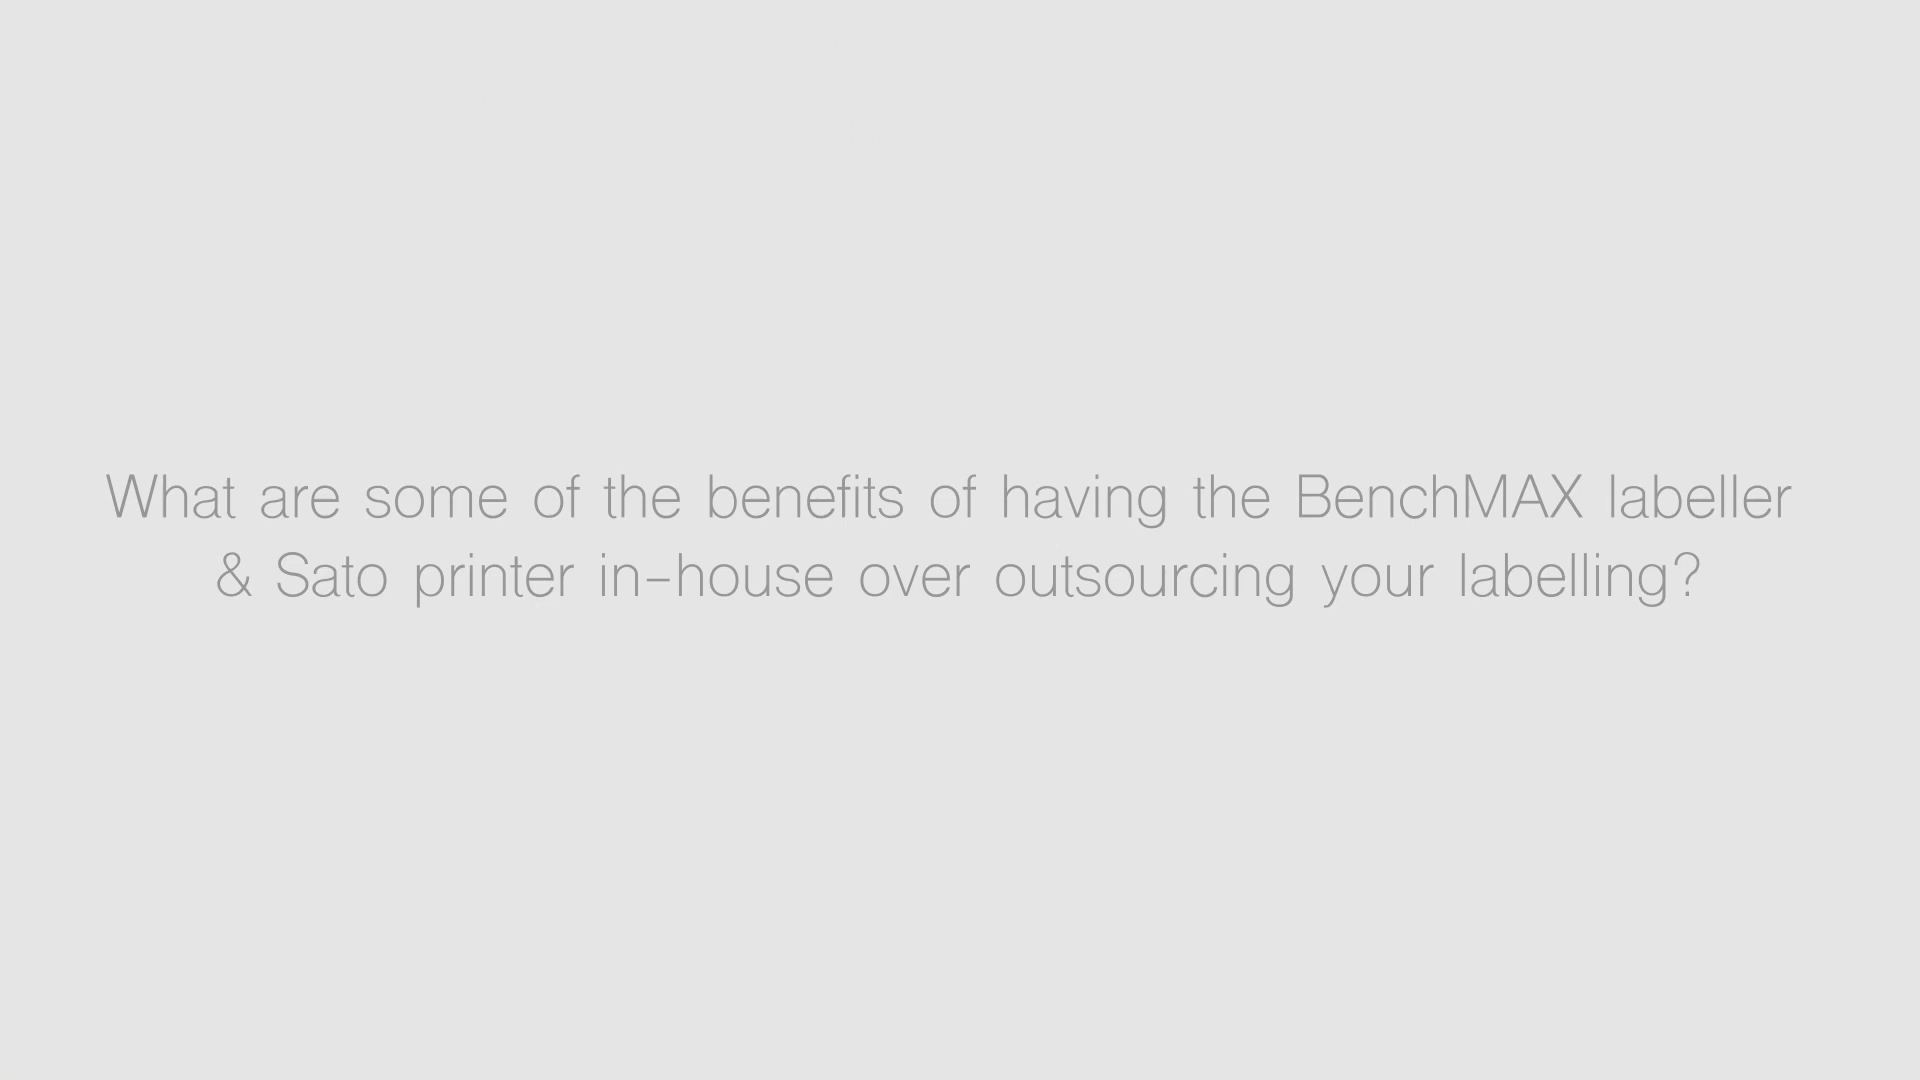 What are some of the benefits of having the BenchMAX labeller
& Sato printer in-house over outsourcing your labelling?